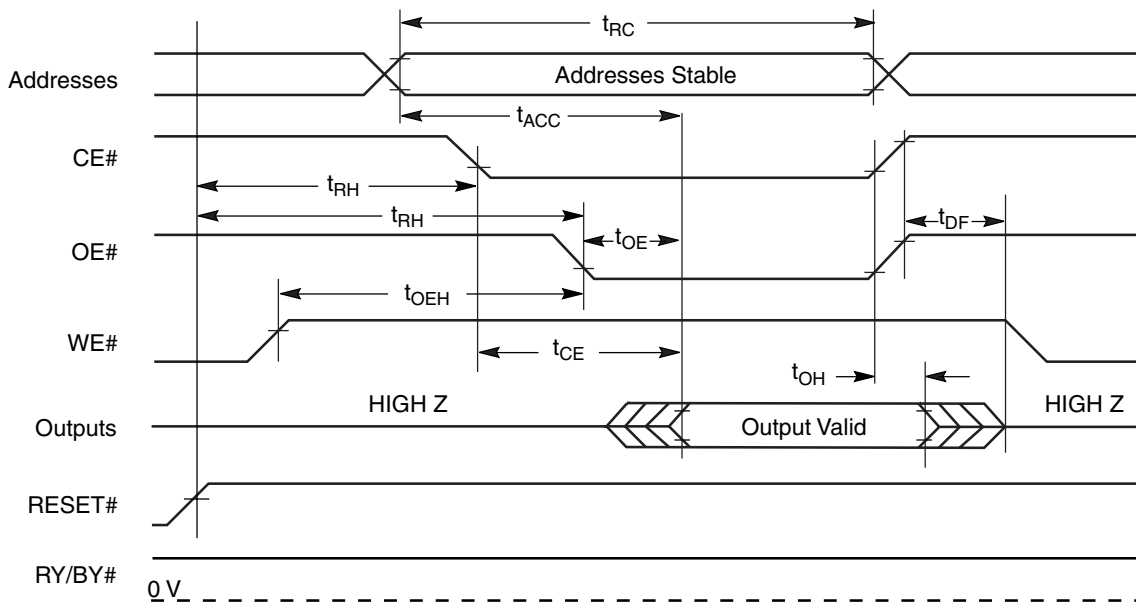 tRC
Addresses
Addresses Stable
tACC
CE#
tRH
tRH
tOE
tDF
OE#
tOEH
WE#
tCE
tOH
HIGH Z
HIGH Z
Outputs
Output Valid
RESET#
RY/BY#
0 V